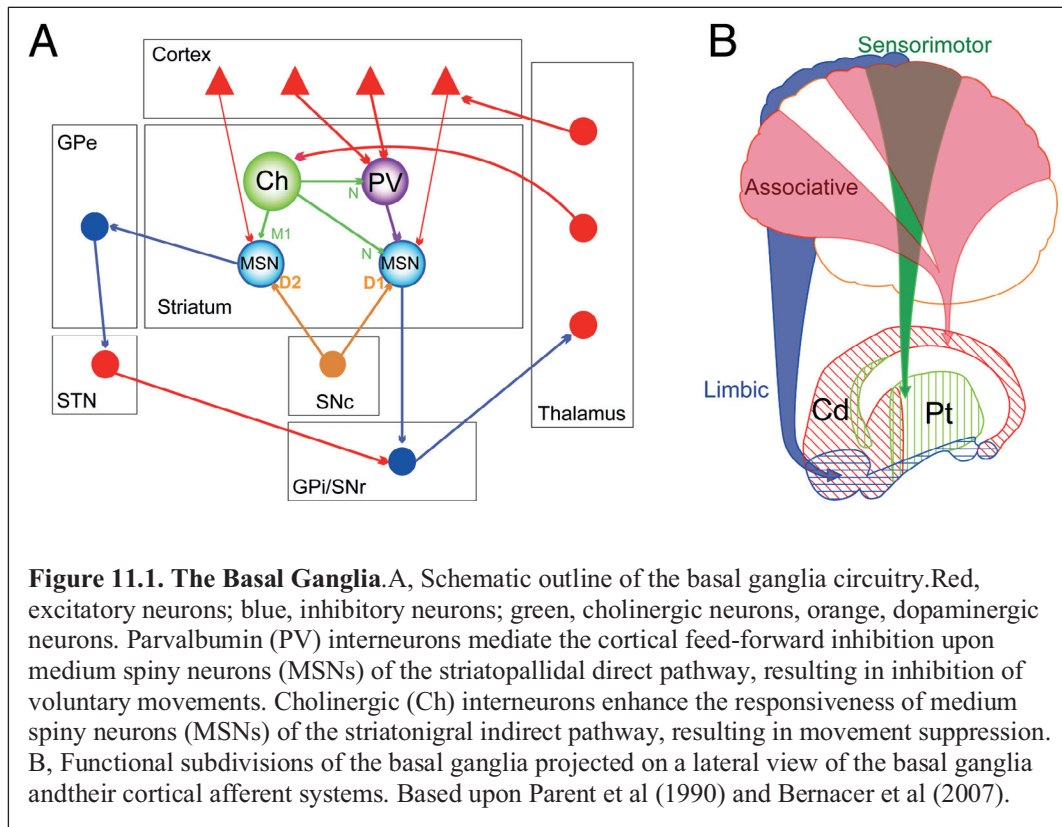 A
B
Cortex
Sensorimotor
GPe
Ch
PV
N
Associative
M1
MSN
N
MSN
D2
D1
Striatum
Limbic
Cd
Pt
STN
SNc
Thalamus
GPi/SNr
Figure 11.1. The Basal Ganglia.A, Schematic outline of the basal ganglia circuitry.Red,
excitatory neurons; blue, inhibitory neurons; green, cholinergic neurons, orange, dopaminergic
neurons. Parvalbumin (PV) interneurons mediate the cortical feed-forward inhibition upon
medium spiny neurons (MSNs) of the striatopallidal direct pathway, resulting in inhibition of
voluntary movements. Cholinergic (Ch) interneurons enhance the responsiveness of medium
spiny neurons (MSNs) of the striatonigral indirect pathway, resulting in movement suppression.
B, Functional subdivisions of the basal ganglia projected on a lateral view of the basal ganglia
andtheir cortical afferent systems. Based upon Parent et al (1990) and Bernacer et al (2007).